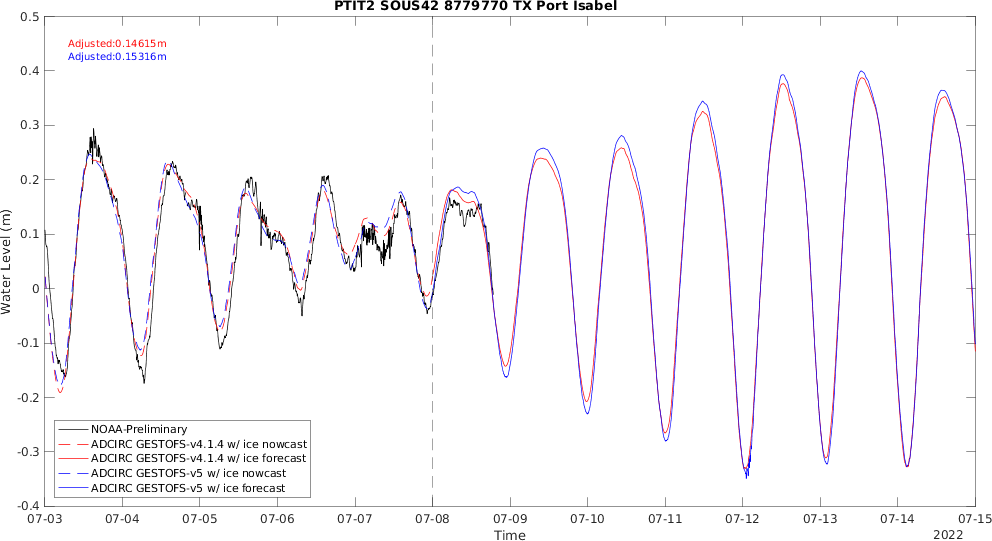 PTIT2 SOUS42 8779770 TX Port Isabel
Adjusted:0.14615m
Adjusted:0.15316m
0.5
0.4
0.3
0.2
0.1
0
-0.1
-0.2
-0.3
-0.4
Water Level (m)
NOAA-Preliminary
ADCIRC GESTOFS-v4.1.4 w/ ice nowcast
ADCIRC GESTOFS-v4.1.4 w/ ice forecast
ADCIRC GESTOFS-v5 w/ ice nowcast
ADCIRC GESTOFS-v5 w/ ice forecast
07-03 07-04 07-05 07-06 07-07 07-08 07-09 07-10 07-11 07-12 07-13 07-14 07-15
Time
2022